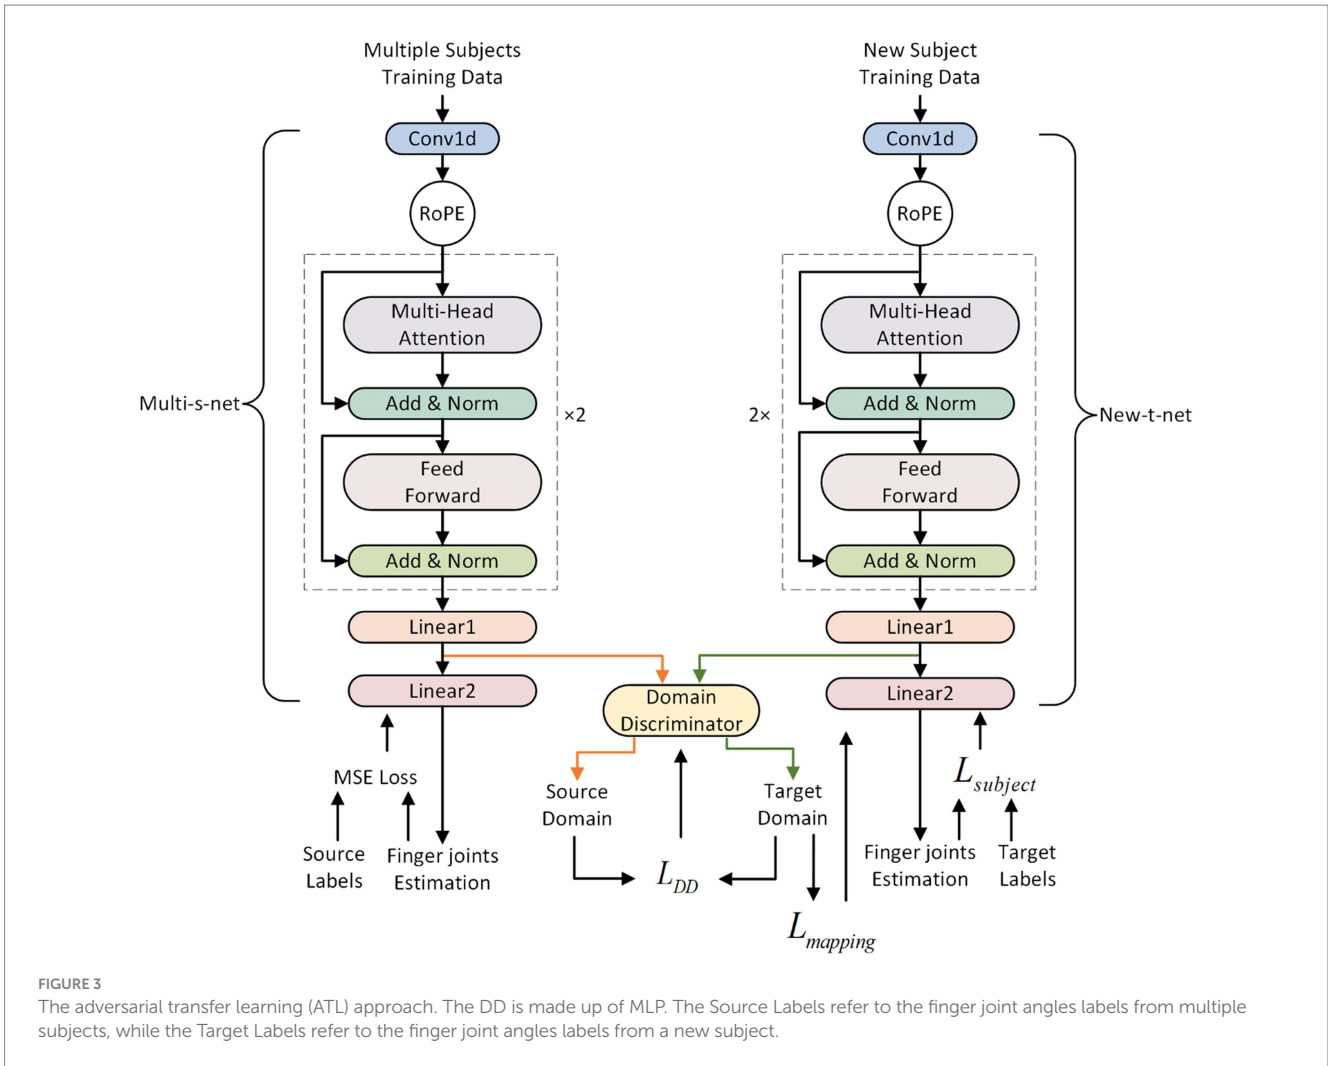 Multiple Subjects
Training Data
Conv1d
RoPE
Multi-Head
Attention
Add & Norm
Feed
Forward
Add & Norm
×2
Multi-s-net
Linear1
Linear2
MSE Loss
Source
Labels
Finger joints
Estimation
New Subject
Training Data
Conv1d
RoPE
Multi-Head
Attention
Add & Norm
Feed
Forward
Add & Norm
2×
New-t-net
Linear1
Linear2
Domain
Discriminator
Source
Domain
Target
Domain
L_DD
L_mapping
L_subject
Finger joints
Estimation
Target
Labels
FIGURE 3
The adversarial transfer learning (ATL) approach. The DD is made up of MLP. The Source Labels refer to the finger joint angles labels from multiple
subjects, while the Target Labels refer to the finger joint angles labels from a new subject.